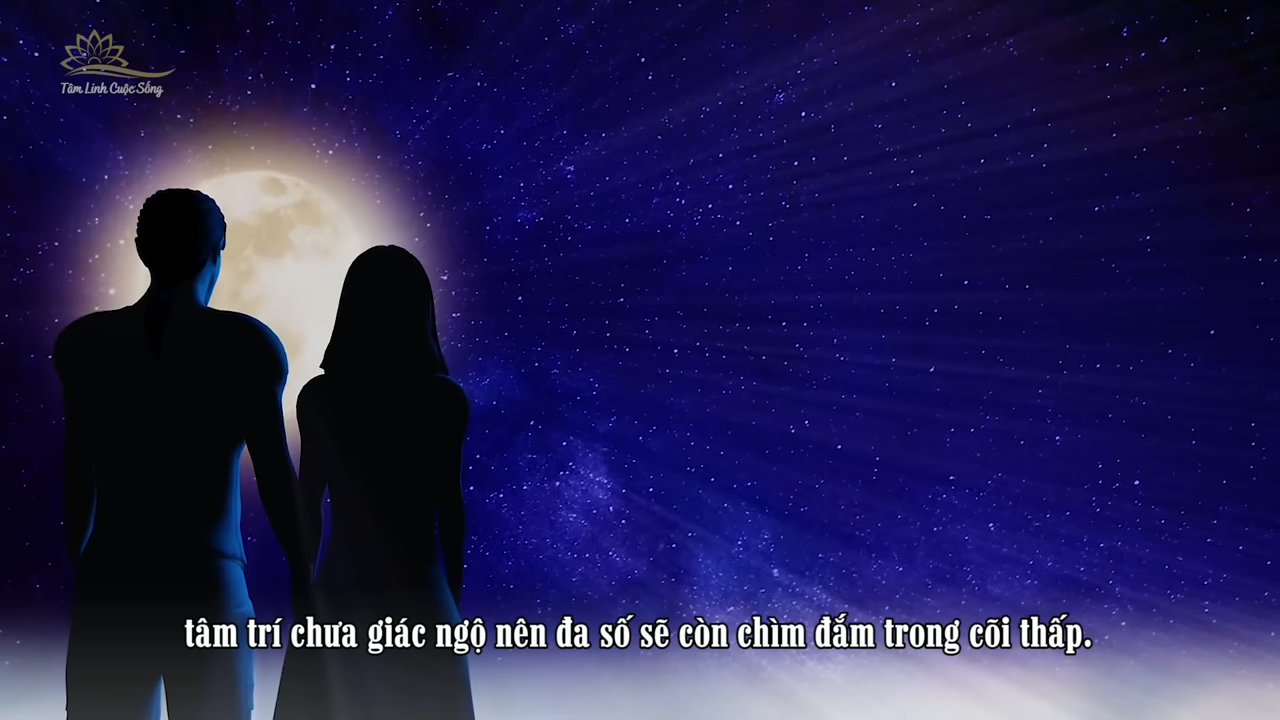 Tâm Linh Cuộc Sống
tâm trí chưa giác ngộ nên đa số sẽ còn chìm đắm trong cõi thấp.